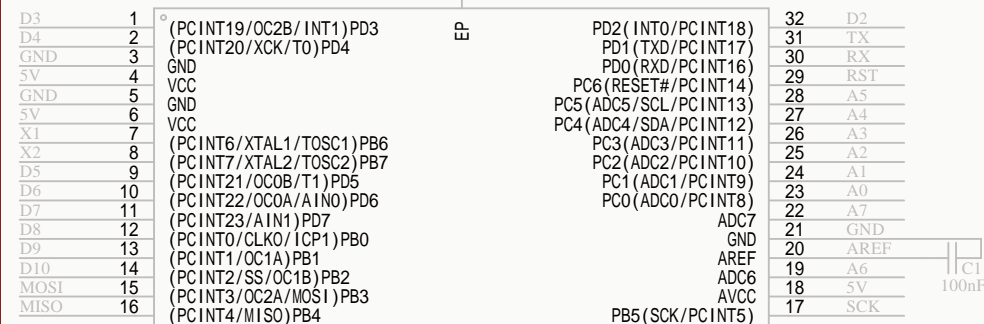 EP
D3 1 (PCINT19/OC2B/INT1)PD3 PD2(INT0/PCINT18) 32 D2
D4 2 (PCINT20/XCK/T0)PD4 PD1(TXD/PCINT17) 31 TX
GND 3 GND PD0(RXD/PCINT16) 30 RX
5V 4 VCC PC6(RESET#/PCINT14) 29 RST
GND 5 GND PC5(ADC5/SCL/PCINT13) 28 A5
5V 6 VCC PC4(ADC4/SDA/PCINT12) 27 A4
X1 7 (PCINT6/XTAL1/TOSC1)PB6 PC3(ADC3/PCINT11) 26 A3
X2 8 (PCINT7/XTAL2/TOSC2)PB7 PC2(ADC2/PCINT10) 25 A2
D5 9 (PCINT21/OC0B/T1)PD5 PC1(ADC1/PCINT9) 24 A1
D6 10 (PCINT22/OC0A/AIN0)PD6 PC0(ADC0/PCINT8) 23 A0
D7 11 (PCINT23/AIN1)PD7 ADC7 22 A7
D8 12 (PCINT0/CLKO/ICP1)PB0 GND 21 GND
D9 13 (PCINT1/OC1A)PB1 AREF 20 AREF
D10 14 (PCINT2/SS/OC1B)PB2 ADC6 19 A6 C1
MOSI 15 (PCINT3/OC2A/MOSI)PB3 AVCC 18 5V 100nF
MISO 16 (PCINT4/MISO)PB4 PB5(SCK/PCINT5) 17 SCK